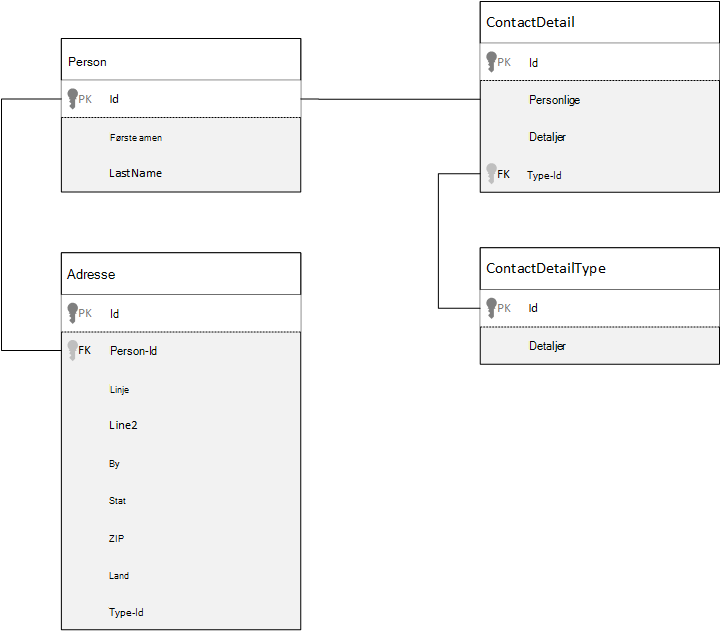 Person
PK Id
Første amen
LastName
ContactDetail
PK Id
Personlige
Detaljer
FK Type-Id
Adresse
PK Id
FK Person-Id
Linje
Line2
By
Stat
ZIP
Land
Type-Id
ContactDetailType
PK Id
Detaljer